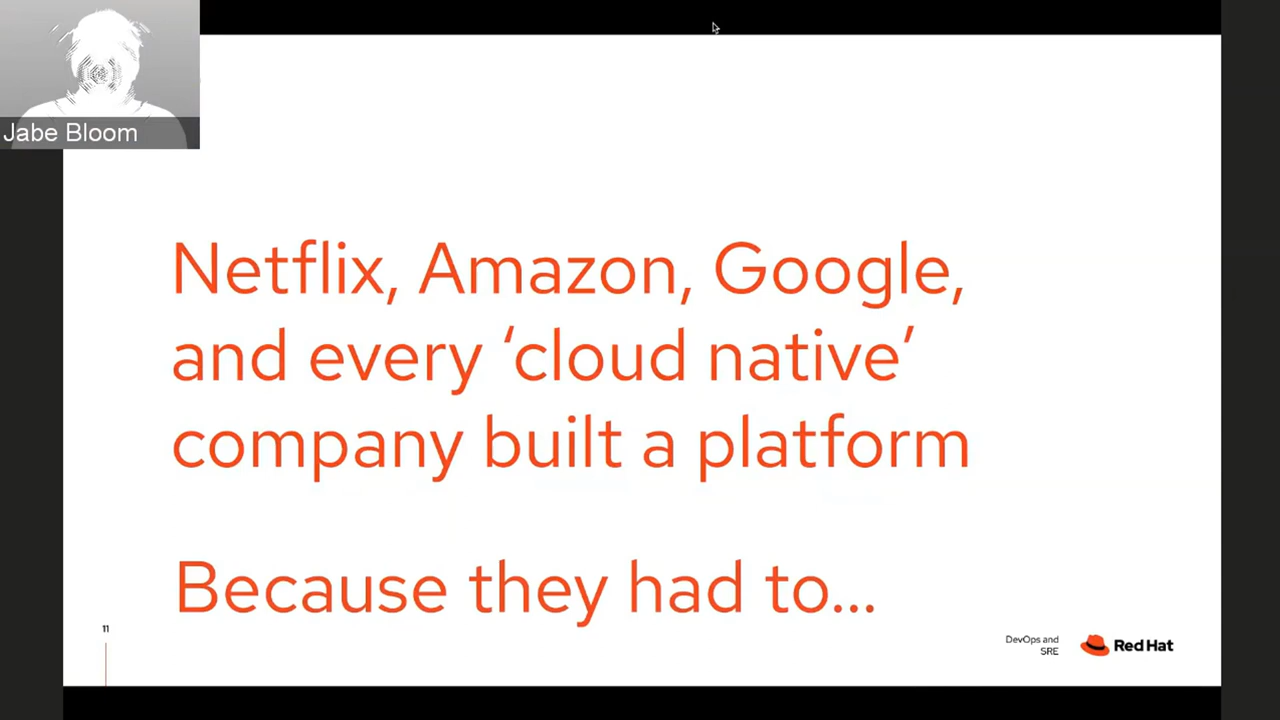 Jabe Bloom
Netflix, Amazon, Google,
and every ‘cloud native’
company built a platform
Because they had to...
11
DevOps and
SRE
Red Hat